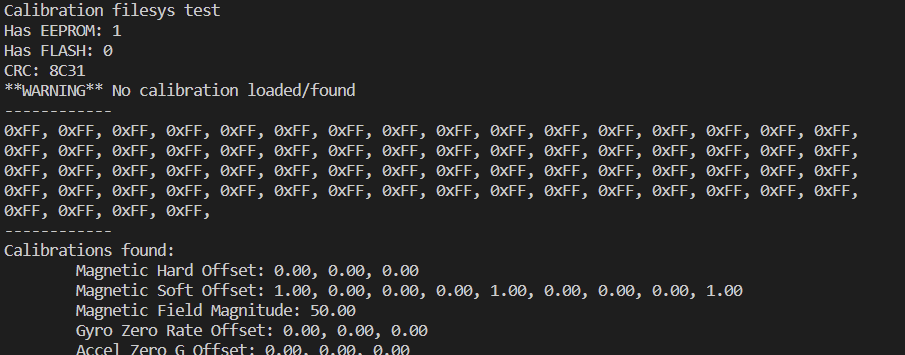 Calibration filesys test
Has EEPROM: 1
Has FLASH: 0
CRC: 8C31
**WARNING** No calibration loaded/found
------------
0xFF, 0xFF, 0xFF, 0xFF, 0xFF, 0xFF, 0xFF, 0xFF, 0xFF, 0xFF, 0xFF, 0xFF, 0xFF, 0xFF, 0xFF, 0xFF,
0xFF, 0xFF, 0xFF, 0xFF, 0xFF, 0xFF, 0xFF, 0xFF, 0xFF, 0xFF, 0xFF, 0xFF, 0xFF, 0xFF, 0xFF, 0xFF,
0xFF, 0xFF, 0xFF, 0xFF, 0xFF, 0xFF, 0xFF, 0xFF, 0xFF, 0xFF, 0xFF, 0xFF, 0xFF, 0xFF, 0xFF, 0xFF,
0xFF, 0xFF, 0xFF, 0xFF, 0xFF, 0xFF, 0xFF, 0xFF, 0xFF, 0xFF, 0xFF, 0xFF, 0xFF, 0xFF, 0xFF, 0xFF,
0xFF, 0xFF, 0xFF, 0xFF,
------------
Calibrations found:
        Magnetic Hard Offset: 0.00, 0.00, 0.00
        Magnetic Soft Offset: 1.00, 0.00, 0.00, 0.00, 1.00, 0.00, 0.00, 0.00, 1.00
        Magnetic Field Magnitude: 50.00
        Gyro Zero Rate Offset: 0.00, 0.00, 0.00
        Accel Zero G Offset: 0.00, 0.00, 0.00